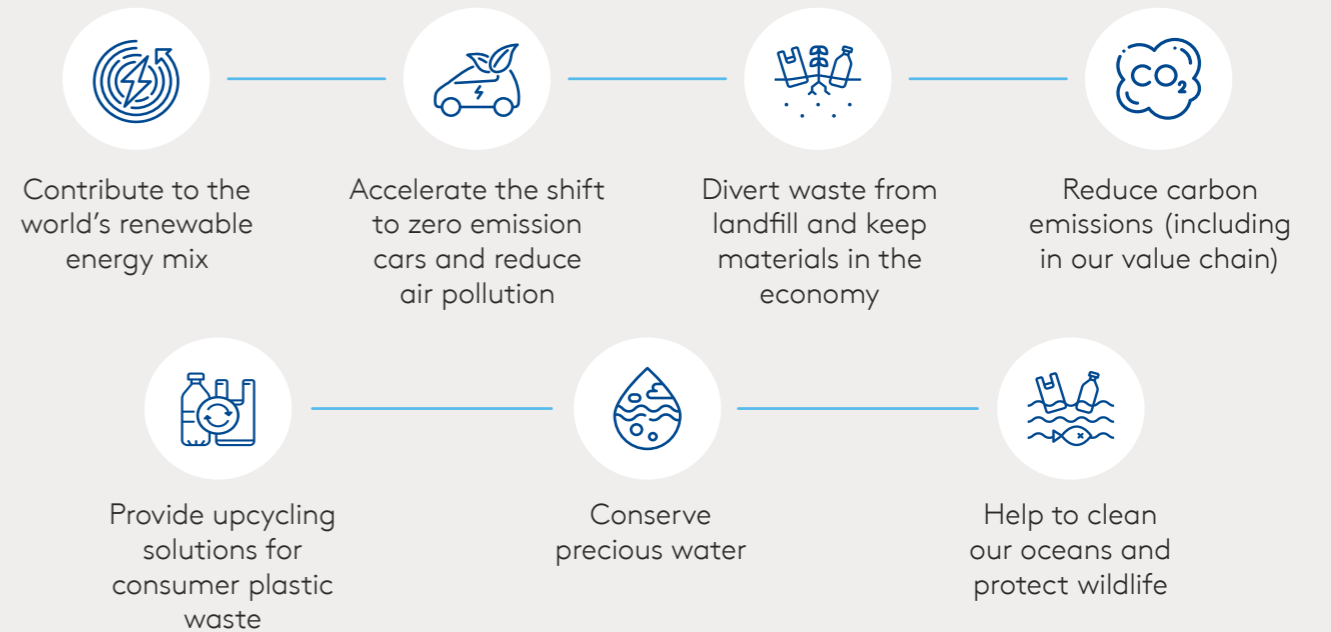 CO₂
Contribute to the
world's renewable
energy mix
Accelerate the shift
to zero emission
cars and reduce
air pollution
Divert waste from
landfill and keep
materials in the
economy
Reduce carbon
emissions (including
in our value chain)
Provide upcycling
solutions for
consumer plastic
waste
Conserve
precious water
Help to clean
our oceans and
protect wildlife